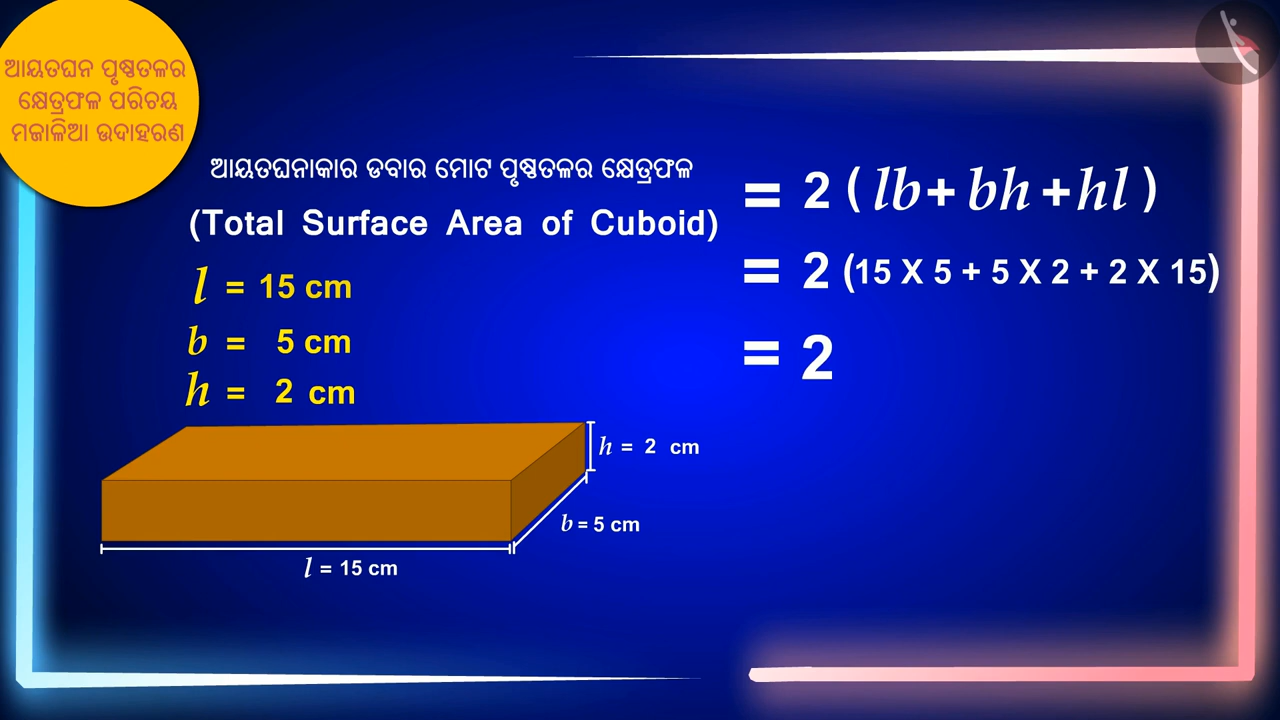 ଆୟତଘନ ପୃଷ୍ଠତଳର
କ୍ଷେତ୍ରଫଳ ପରିଚୟ
ମଜାଳିଆ ଉଦାହରଣ
ଆୟତଘନାକାର ଡବାର ମୋଟ ପୃଷ୍ଠତଳର କ୍ଷେତ୍ରଫଳ
(Total Surface Area of Cuboid)
l = 15 cm
b = 5 cm
h = 2 cm
= 2 ( lb + bh + hl )
= 2 (15 X 5 + 5 X 2 + 2 X 15)
= 2
h = 2 cm
b = 5 cm
l = 15 cm